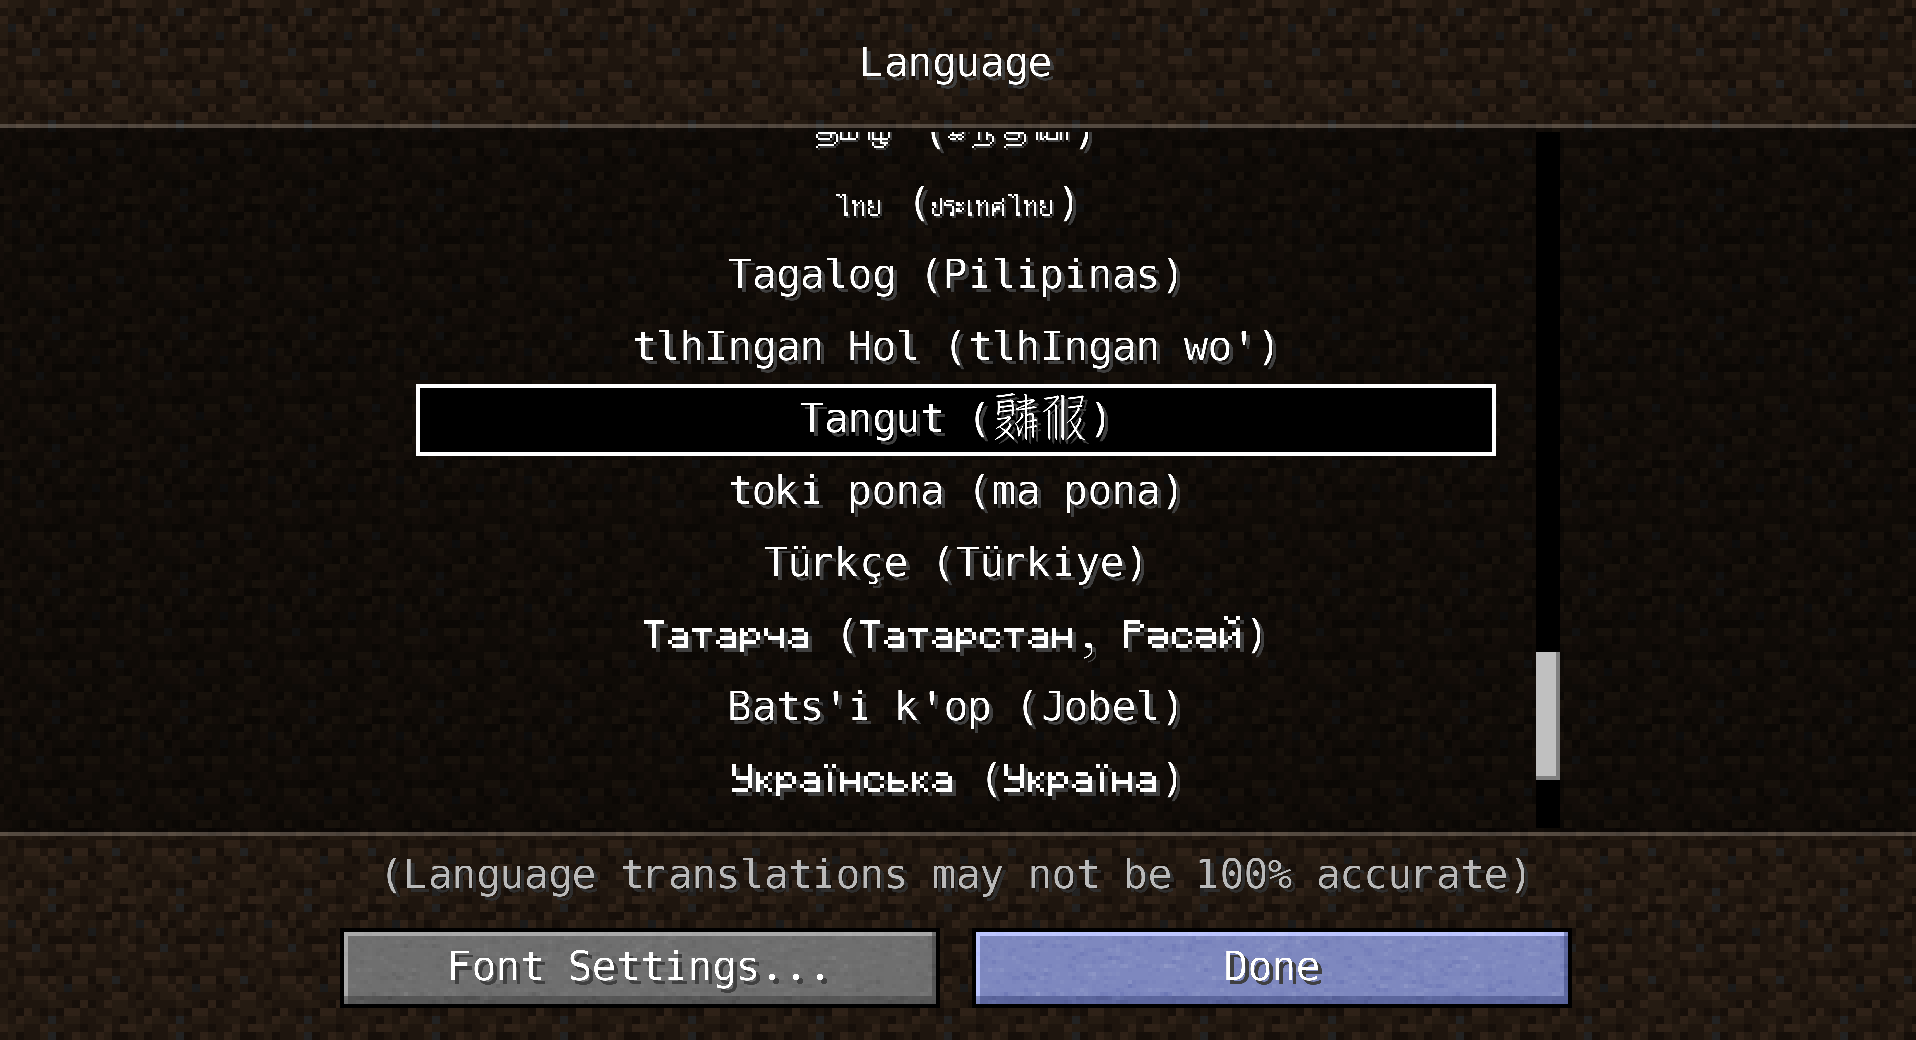 Language
ไทย (ประเทศไทย)
Tagalog (Pilipinas)
tlhIngan Hol (tlhIngan wo')
Tangut
toki pona (ma pona)
Türkçe (Türkiye)
Татарча (Татарстан, Рәсәй)
Bats'i k'op (Jobel)
Українська (Україна)
(Language translations may not be 100% accurate)
Font Settings...
Done